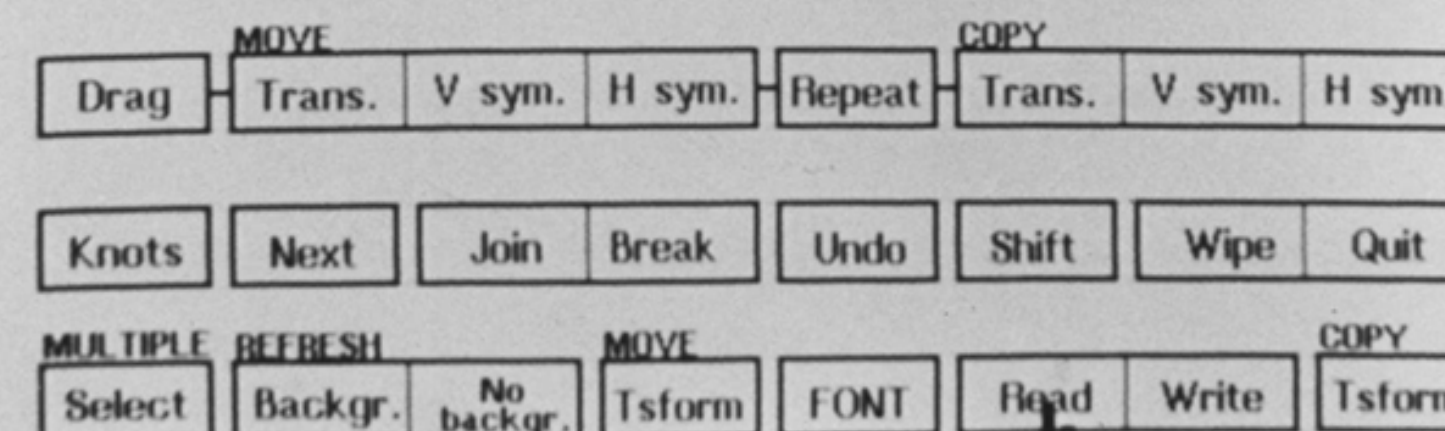 MOVE COPY
Drag Trans. V sym. H sym. Repeat Trans. V sym. H sym
Knots Next Join Break Undo Shift Wipe Quit
MULTIPLE REFRESH MOVE COPY
Select Backgr. No backgr. Tsform FONT Read Write Tsform